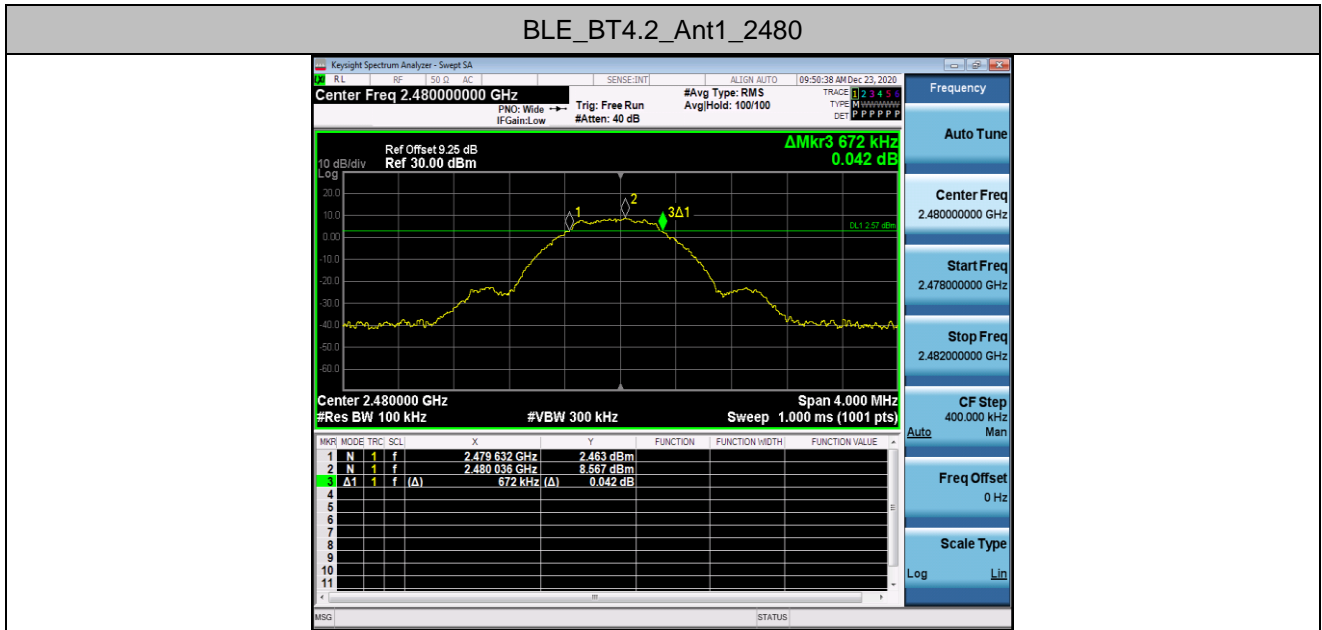 BLE_BT4.2_Ant1_2480
Keysight Spectrum Analyzer - Swept SA
RL RF 50 Ω AC SENSE:INT ALIGN AUTO 09:50:38 AM Dec 23, 2020
Center Freq 2.480000000 GHz
PNO: Wide
IFGain:Low
Trig: Free Run
#Atten: 40 dB
#Avg Type: RMS
Avg|Hold: 100/100
TRACE 1 2 3 4 5 6
TYPE M W W W W W
DET P P P P P P
ΔMkr3 672 kHz
0.042 dB
Ref Offset 9.25 dB
10 dB/div Ref 30.00 dBm
Log
20.0
10.0
0.00
-10.0
-20.0
-30.0
-40.0
-50.0
-60.0
1
2
3Δ1
DL1 2.57 dBm
Center 2.480000 GHz Span 4.000 MHz
#Res BW 100 kHz #VBW 300 kHz Sweep 1.000 ms (1001 pts)
MKR MODE TRC SCL X Y FUNCTION FUNCTION WIDTH FUNCTION VALUE
1 N 1 f 2.479 632 GHz 2.463 dBm
2 N 1 f 2.480 036 GHz 8.567 dBm
3 Δ1 1 f (Δ) 672 kHz (Δ) 0.042 dB
4
5
6
7
8
9
10
11
MSG STATUS
Frequency
Auto Tune
Center Freq
2.480000000 GHz
Start Freq
2.478000000 GHz
Stop Freq
2.482000000 GHz
CF Step
400.000 kHz
Auto Man
Freq Offset
0 Hz
Scale Type
Log Lin